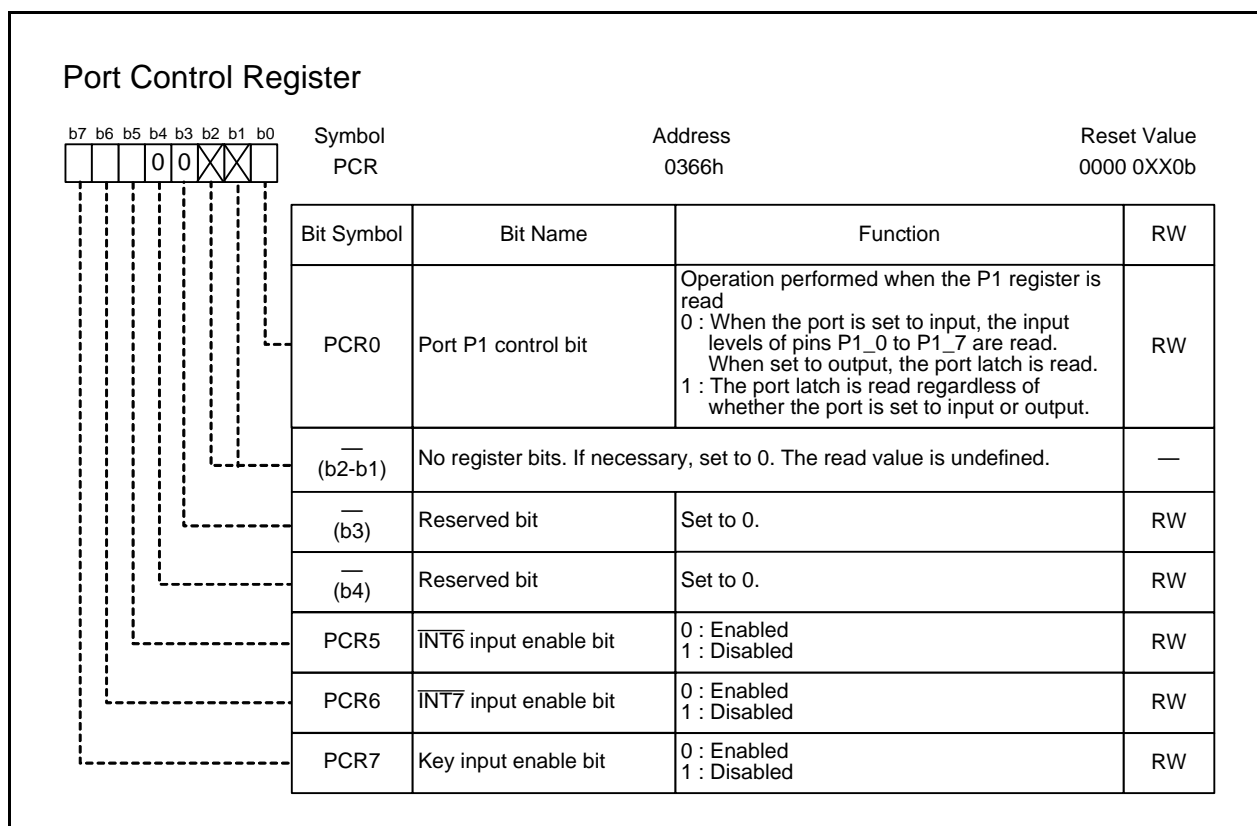 Port Control Register
b7 b6 b5 b4 b3 b2 b1 b0
Symbol Address Reset Value
0 0
PCR 0366h 0000 0XX0b
Bit Symbol Bit Name Function RW
PCR0 Port P1 control bit
Operation performed when the P1 register is
read
0 : When the port is set to input, the input
levels of pins P1_0 to P1_7 are read.
When set to output, the port latch is read.
1 : The port latch is read regardless of
whether the port is set to input or output.
RW
—
(b2-b1)
No register bits. If necessary, set to 0. The read value is undefined.
—
—
(b3)
Reserved bit Set to 0. RW
—
(b4)
Reserved bit Set to 0. RW
PCR5 I̅N̅T̅6̅ input enable bit
0 : Enabled
1 : Disabled
RW
PCR6 I̅N̅T̅7̅ input enable bit
0 : Enabled
1 : Disabled
RW
PCR7 Key input enable bit
0 : Enabled
1 : Disabled
RW